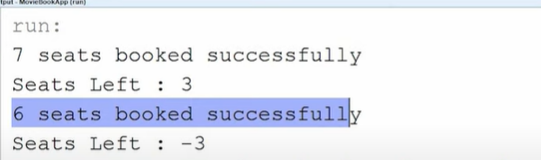 tput - MovieBookApp (run)
run:
7 seats booked successfully
Seats Left : 3
6 seats booked successfully
Seats Left : -3